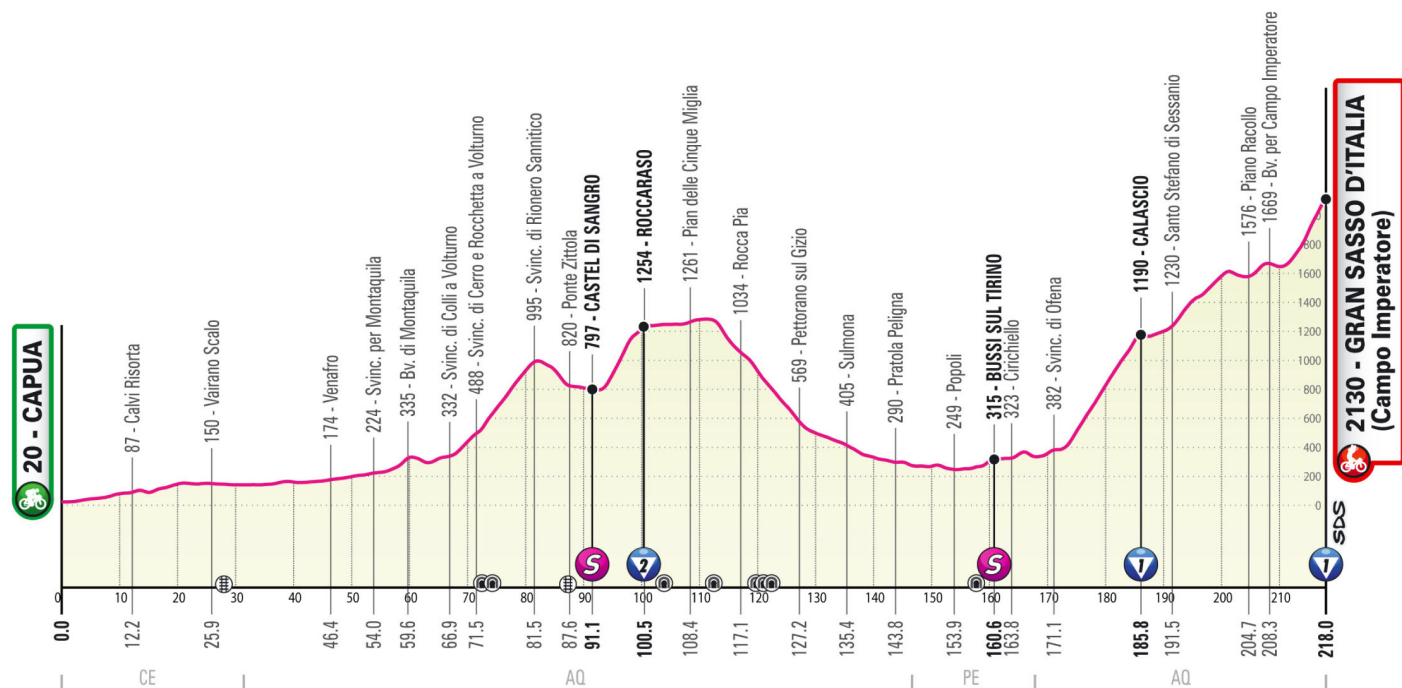 20 - CAPUA
87 - Calvi Risorta
150 - Vairano Scalo
174 - Venafro
224 - Svinc. per Montaquila
335 - Bv. di Montaquila
332 - Svinc. di Colli a Volturno
488 - Svinc. di Cerro e Rocchetta a Volturno
995 - Svinc. di Rionero Sannitico
820 - Ponte Zittola
797 - CASTEL DI SANGRO
1254 - ROCCARASO
1261 - Pian delle Cinque Miglia
1034 - Rocca Pia
569 - Pettorano sul Gizio
405 - Sulmona
290 - Pratola Peligna
249 - Popoli
315 - BUSSI SUL TIRINO
323 - Cirichiello
382 - Svinc. di Ofena
1190 - CALASCIO
1230 - Santo Stefano di Sessanio
1576 - Piano Racollo
1669 - Bv. per Campo Imperatore
2130 - GRAN SASSO D'ITALIA
(Campo Imperatore)
1800
1600
1400
1200
1000
800
600
400
200
0
SDS
S
2
S
1
1
0
10
20
30
40
50
60
70
80
90
100
110
120
130
140
150
160
170
180
190
200
210
0.0
12.2
25.9
46.4
54.0
59.6
66.9
71.5
81.5
87.6
91.1
100.5
108.4
117.1
127.2
135.4
143.8
153.9
160.6
163.8
171.1
185.8
191.5
204.7
208.3
218.0
CE
AQ
PE
AQ